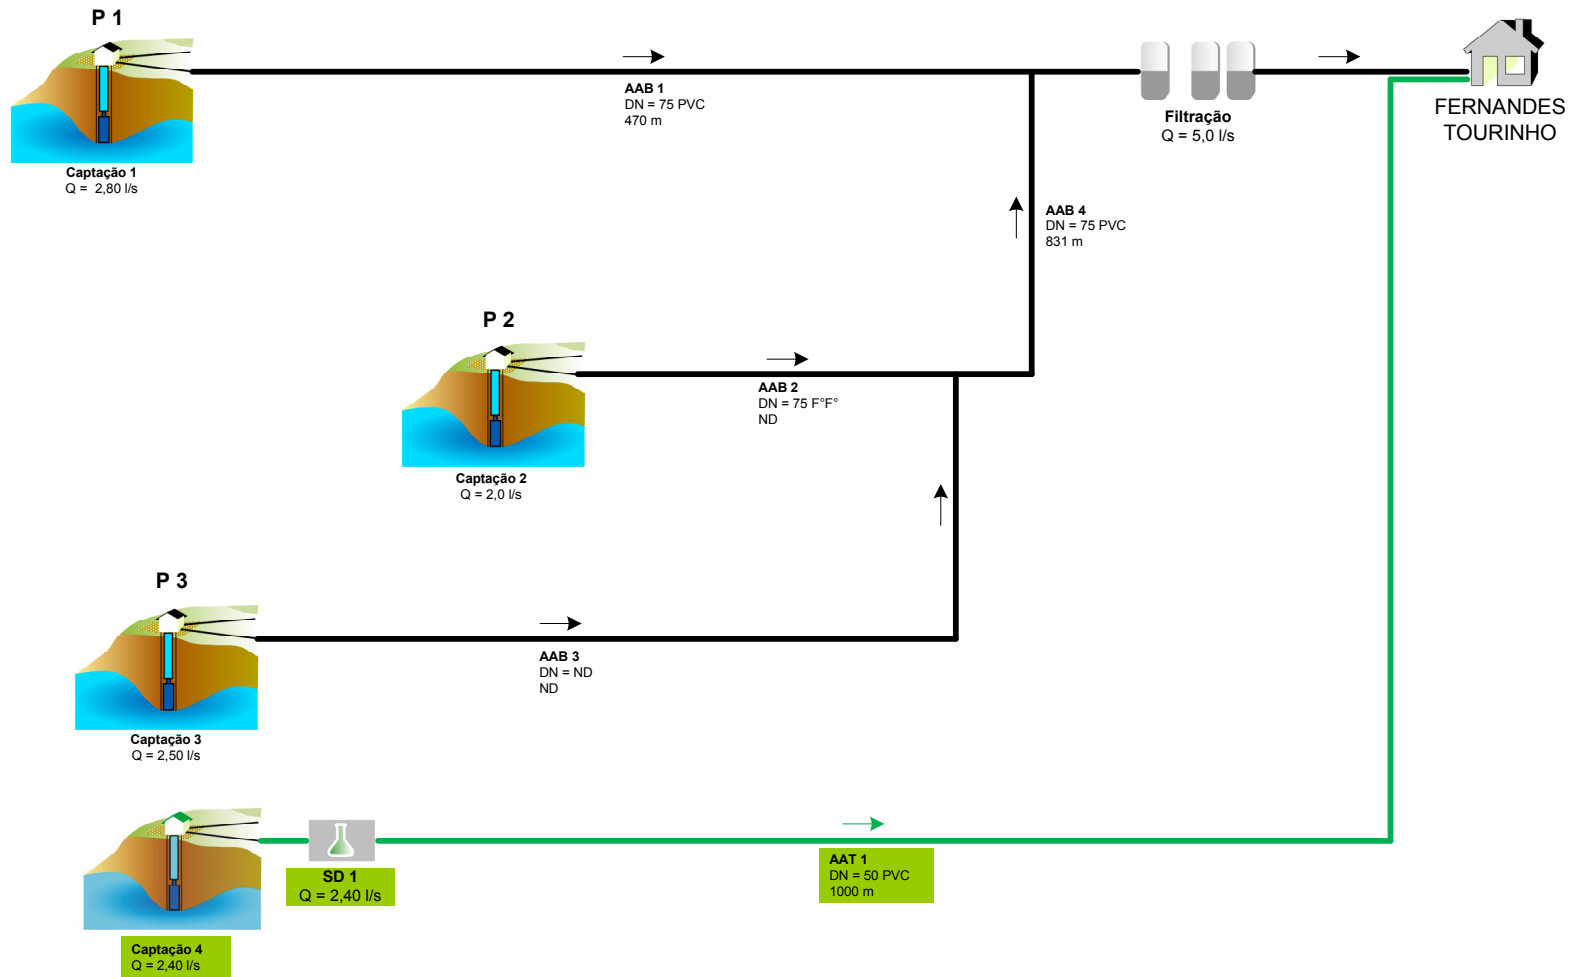 P 1
AAB 1
DN = 75 PVC
470 m
Filtração
Q = 5,0 l/s
FERNANDES
TOURINHO
Captação 1
Q = 2,80 l/s
AAB 4
DN = 75 PVC
831 m
P 2
AAB 2
DN = 75 F°F°
ND
Captação 2
Q = 2,0 l/s
P 3
AAB 3
DN = ND
ND
Captação 3
Q = 2,50 l/s
SD 1
Q = 2,40 l/s
AAT 1
DN = 50 PVC
1000 m
Captação 4
Q = 2,40 l/s